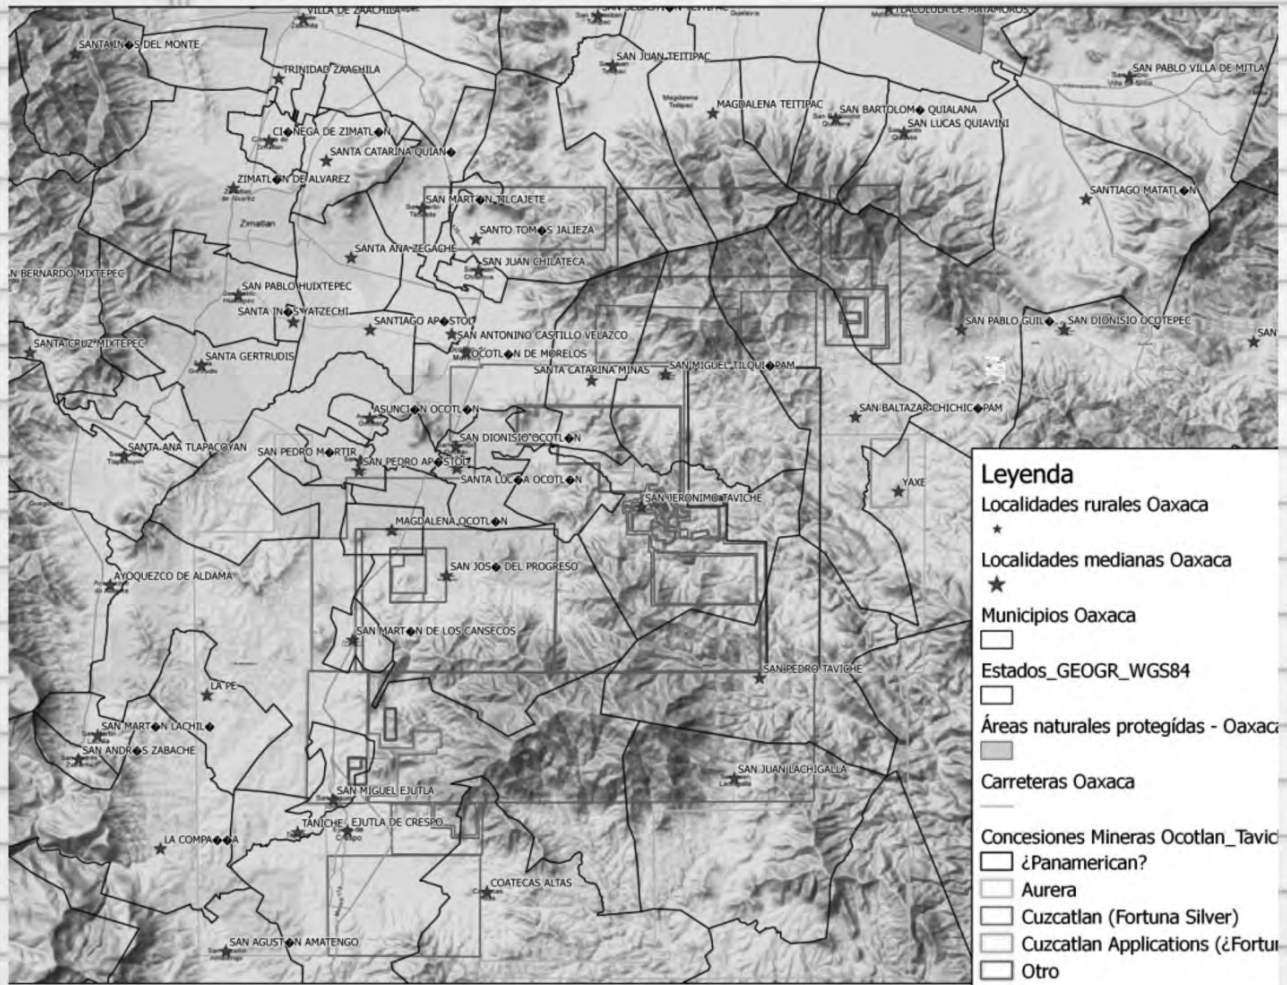 VILLA DE ZAACHILA
SANTA IN�S DEL MONTE
SAN JUAN TEITIPAC
TRINIDAD ZAACHILA
SAN PABLO VILLA DE MITLA
MAGDALENA TEITIPAC
SAN BARTOLOM� QUIALANA
SAN LUCAS QUIAVINI
CI�NEGA DE ZIMATL�N
SANTA CATARINA QUIAN�
ZIMATL�N DE ALVAREZ
SANTIAGO MATATL�N
SAN MART�N TILCAJETE
Zimatlan
SANTO TOM�S JALIEZA
SANTA ANA ZEGACHE
SAN JUAN CHILATECA
N BERNARDO MIXTEPEC
SAN PABLO HUIXTEPEC
SANTA IN�S YATZECHI
SANTIAGO AP�STOL
SAN PABLO GUIL�
SAN DIONISIO OCOTEPEC
SAN ANTONINO CASTILLO VELAZCO
SAN
SANTA CRUZ MIXTEPEC
OCOTL�N DE MORELOS
SANTA GERTRUDIS
SANTA CATARINA MINAS
SAN MIGUEL TILQUI�PAM
ASUNCI�N OCOTL�N
SAN BALTAZAR CHICHIC�PAM
SAN DIONISIO OCOTL�N
SANTA ANA TLAPACOYAN
SAN PEDRO M�RTIR
SAN PEDRO AP�STOL
SANTA LUC�A OCOTL�N
YAXE
SAN JERONIMO TAVICHE
MAGDALENA OCOTL�N
SAN JOS� DEL PROGRESO
AYOQUEZCO DE ALDAMA
SAN MART�N DE LOS CANSECOS
SAN PEDRO TAVICHE
LA PE
SAN MART�N LACHIL�
SAN ANDR�S ZABACHE
SAN JUAN LACHIGALLA
SAN MIGUEL EJUTLA
TANICHE
EJUTLA DE CRESPO
LA COMPA��A
COATECAS ALTAS
SAN AGUST�N AMATENGO
Leyenda
Localidades rurales Oaxaca
Localidades medianas Oaxaca
Municipios Oaxaca
Estados_GEOGR_WGS84
Áreas naturales protegídas - Oaxaca
Carreteras Oaxaca
Concesiones Mineras Ocotlan_Tavic
¿Panamerican?
Aurera
Cuzcatlan (Fortuna Silver)
Cuzcatlan Applications (¿Fortun
Otro